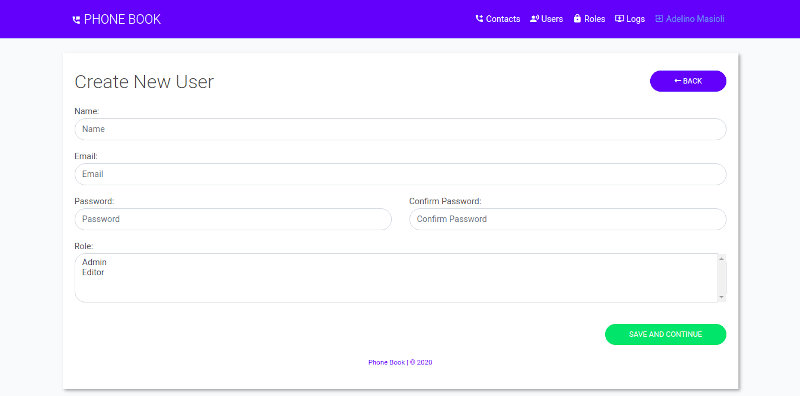 PHONE BOOK
Contacts Users Roles Logs Adelino Masioli
Create New User
BACK
Name:
Name
Email:
Email
Password: Confirm Password:
Password Confirm Password
Role:
Admin
Editor
SAVE AND CONTINUE
Phone Book | © 2020